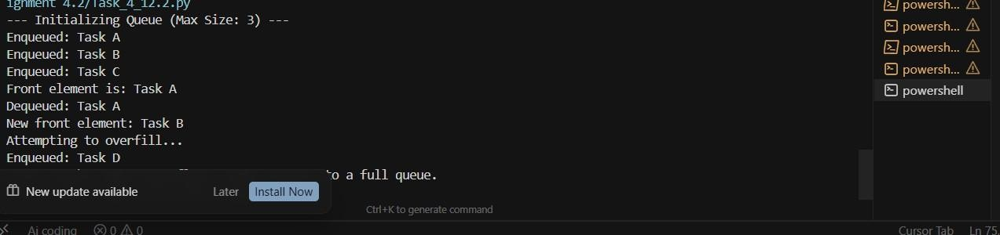 ignment 4.2/Task_4_12.2.py
--- Initializing Queue (Max Size: 3) ---
Enqueued: Task A
Enqueued: Task B
Enqueued: Task C
Front element is: Task A
Dequeued: Task A
New front element: Task B
Attempting to overfill...
Enqueued: Task D
to a full queue.
New update available
Later
Install Now
Ctrl+K to generate command
powersh...
powersh...
powersh...
powersh...
powershell
Ai coding
0
0
Cursor Tab
Ln 75